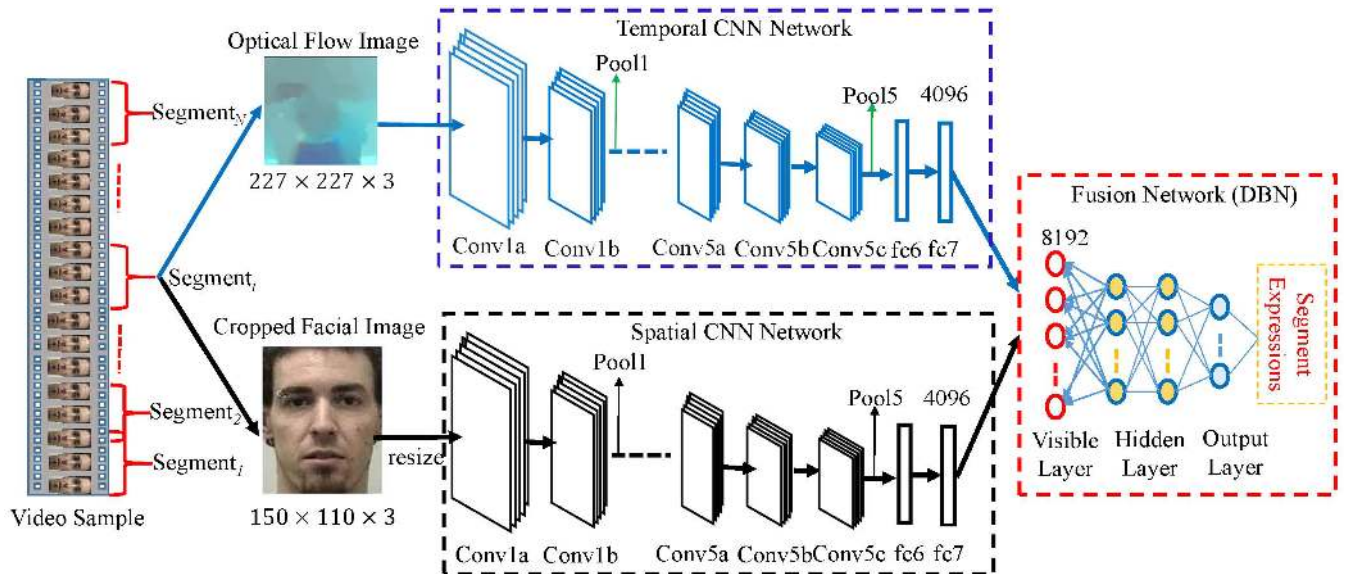 Optical Flow Image
227 × 227 × 3
Segment_N
Segment_i
Segment_2
Segment_1
Video Sample
Cropped Facial Image
150 × 110 × 3
resize
Temporal CNN Network
Pool1
Pool5
4096
Conv1a
Conv1b
Conv5a
Conv5b
Conv5c
fc6
fc7
Spatial CNN Network
Pool1
Pool5
4096
Conv1a
Conv1b
Conv5a
Conv5b
Conv5c
fc6
fc7
Fusion Network (DBN)
8192
Segment
Expressions
Visible
Layer
Hidden
Layer
Output
Layer